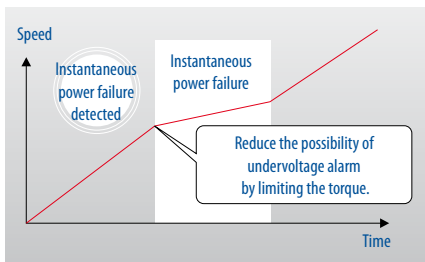 Speed
Instantaneous
power failure
detected
Instantaneous
power failure
Reduce the possibility of
undervoltage alarm
by limiting the torque.
Time